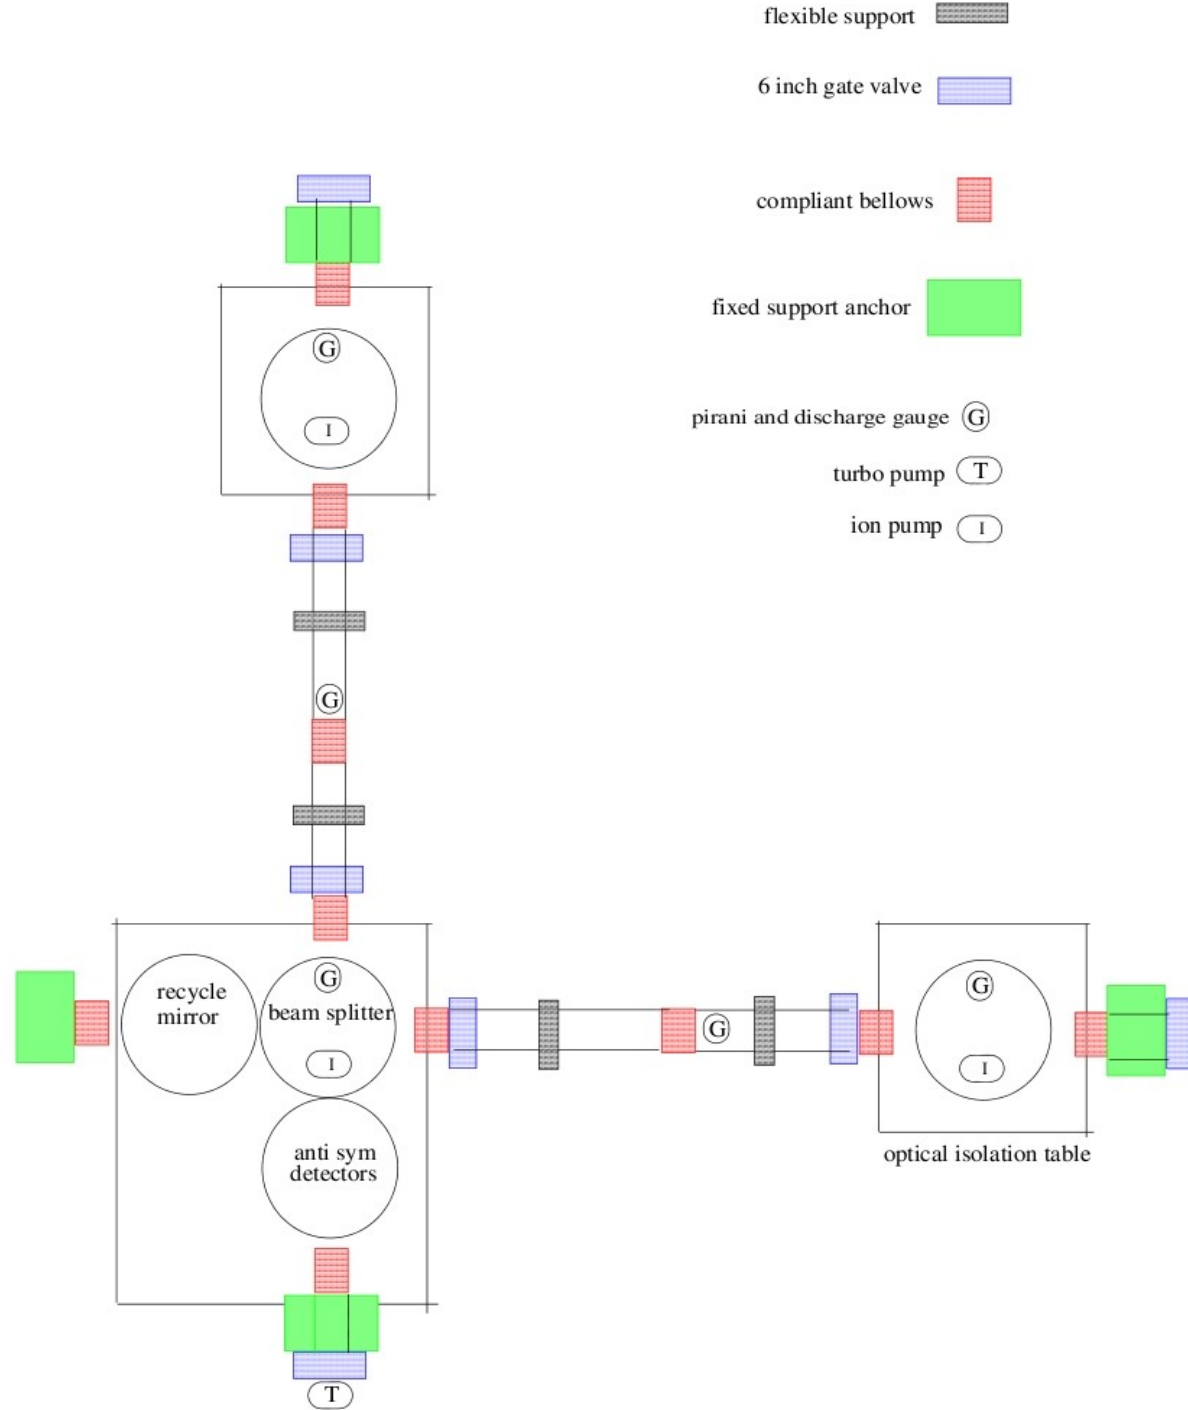 flexible support
6 inch gate valve
compliant bellows
fixed support anchor
pirani and discharge gauge G
turbo pump T
ion pump I
G
I
G
recycle
mirror
G
beam splitter
I
G
G
I
anti sym
detectors
optical isolation table
T